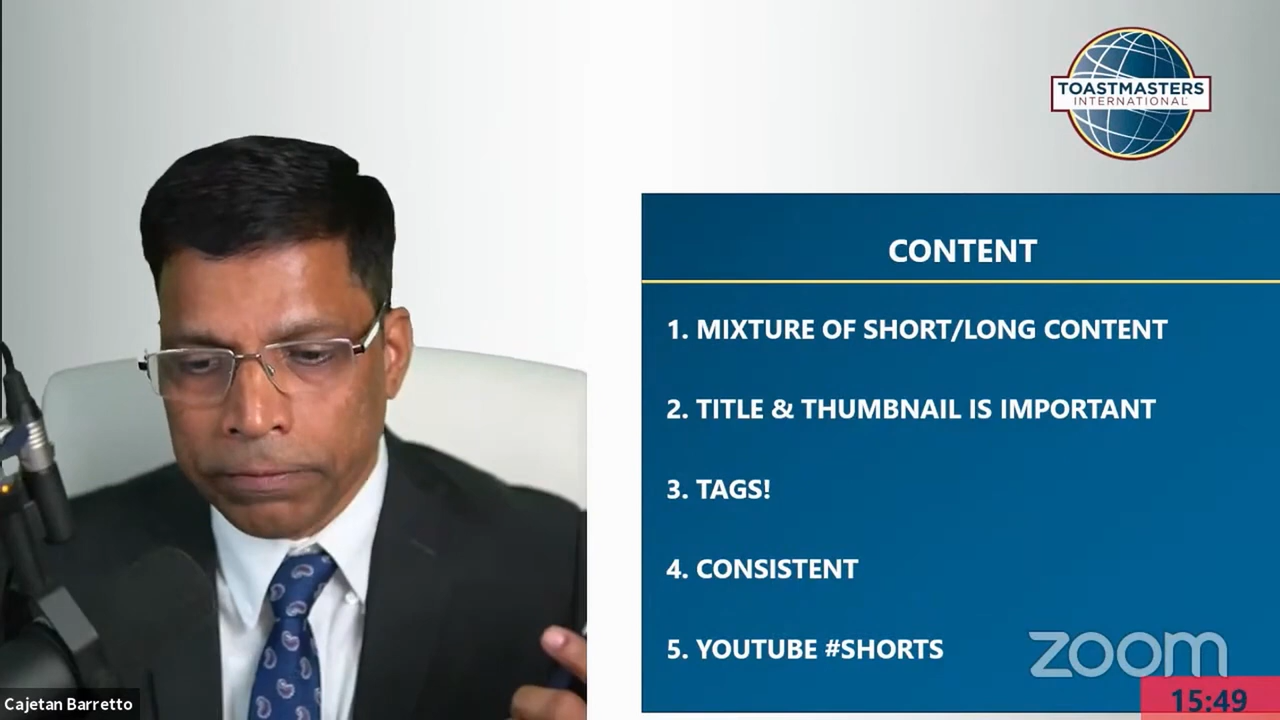 TOASTMASTERS
INTERNATIONAL
CONTENT
1. MIXTURE OF SHORT/LONG CONTENT
2. TITLE & THUMBNAIL IS IMPORTANT
3. TAGS!
4. CONSISTENT
5. YOUTUBE #SHORTS
zoom
Cajetan Barretto
15:49